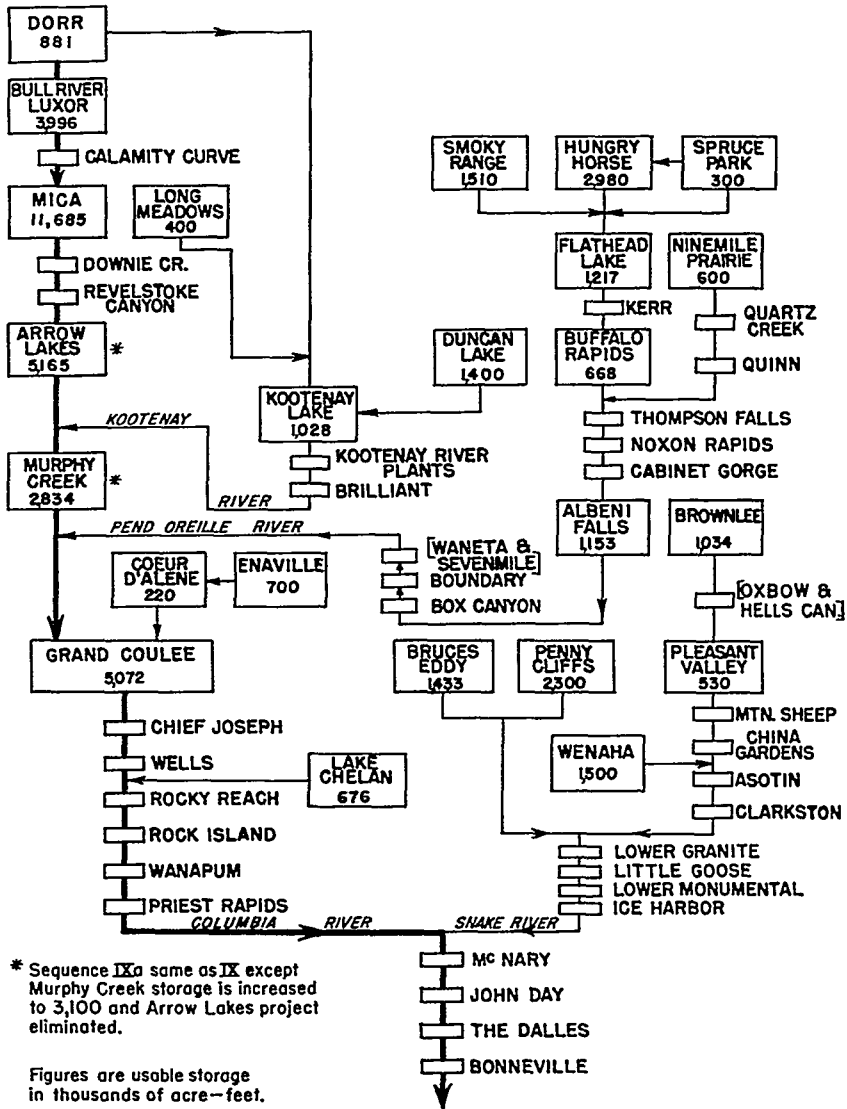 DORR
881
BULL RIVER
LUXOR
3,996
CALAMITY CURVE
MICA
11,685
LONG
MEADOWS
400
DOWNIE CR.
REVELSTOKE
CANYON
ARROW
LAKES
5,165
*
SMOKY
RANGE
1,510
HUNGRY
HORSE
2,980
SPRUCE
PARK
300
FLATHEAD
LAKE
1,217
NINEMILE
PRAIRIE
600
KERR
QUARTZ
CREEK
DUNCAN
LAKE
1,400
BUFFALO
RAPIDS
668
QUINN
KOOTENAY
LAKE
1,028
KOOTENAY
RIVER
THOMPSON FALLS
NOXON RAPIDS
CABINET GORGE
MURPHY
CREEK
2,834
*
KOOTENAY RIVER
PLANTS
BRILLIANT
PEND OREILLE RIVER
ALBENI
FALLS
1,153
BROWNLEE
1,034
[WANETA &
SEVENMILE]
BOUNDARY
BOX CANYON
COEUR
D'ALENE
220
ENAVILLE
700
[OXBOW &
HELLS CAN]
GRAND COULEE
5,072
BRUCES
EDDY
1,433
PENNY
CLIFFS
2,300
PLEASANT
VALLEY
530
CHIEF JOSEPH
WELLS
LAKE
CHELAN
676
ROCKY REACH
ROCK ISLAND
WANAPUM
PRIEST RAPIDS
MTN. SHEEP
CHINA
GARDENS
WENAHA
1,500
ASOTIN
CLARKSTON
LOWER GRANITE
LITTLE GOOSE
LOWER MONUMENTAL
ICE HARBOR
COLUMBIA RIVER
SNAKE RIVER
Mc NARY
JOHN DAY
THE DALLES
BONNEVILLE
* Sequence IXa same as IX except
Murphy Creek storage is increased
to 3,100 and Arrow Lakes project
eliminated.
Figures are usable storage
in thousands of acre-feet.